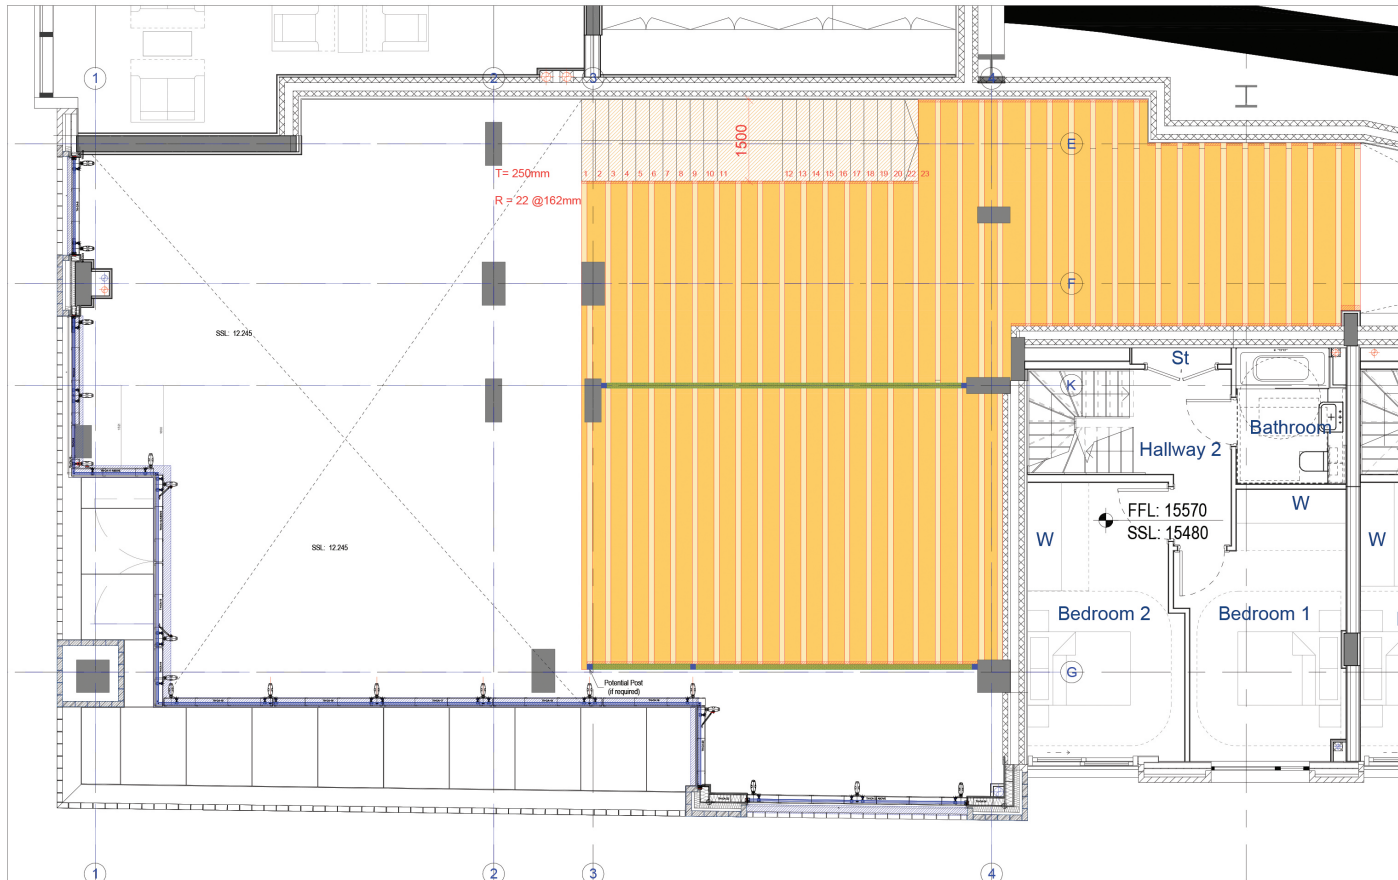 1
2
3
4
E
1500
T= 250mm
1 2 3 4 5 6 7 8 9 10 11 12 13 14 15 16 17 18 19 20 22 23
R = 22 @162mm
F
SSL: 12.245
St
K
Bathroom
Hallway 2
W
FFL: 15570
SSL: 15480
W
W
SSL: 12.245
Bedroom 2
Bedroom 1
G
Potential Post
(if required)
1
2
3
4